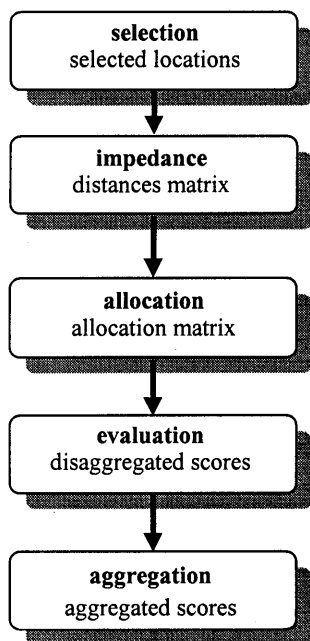 selection
selected locations
impedance
distances matrix
allocation
allocation matrix
evaluation
disaggregated scores
aggregation
aggregated scores